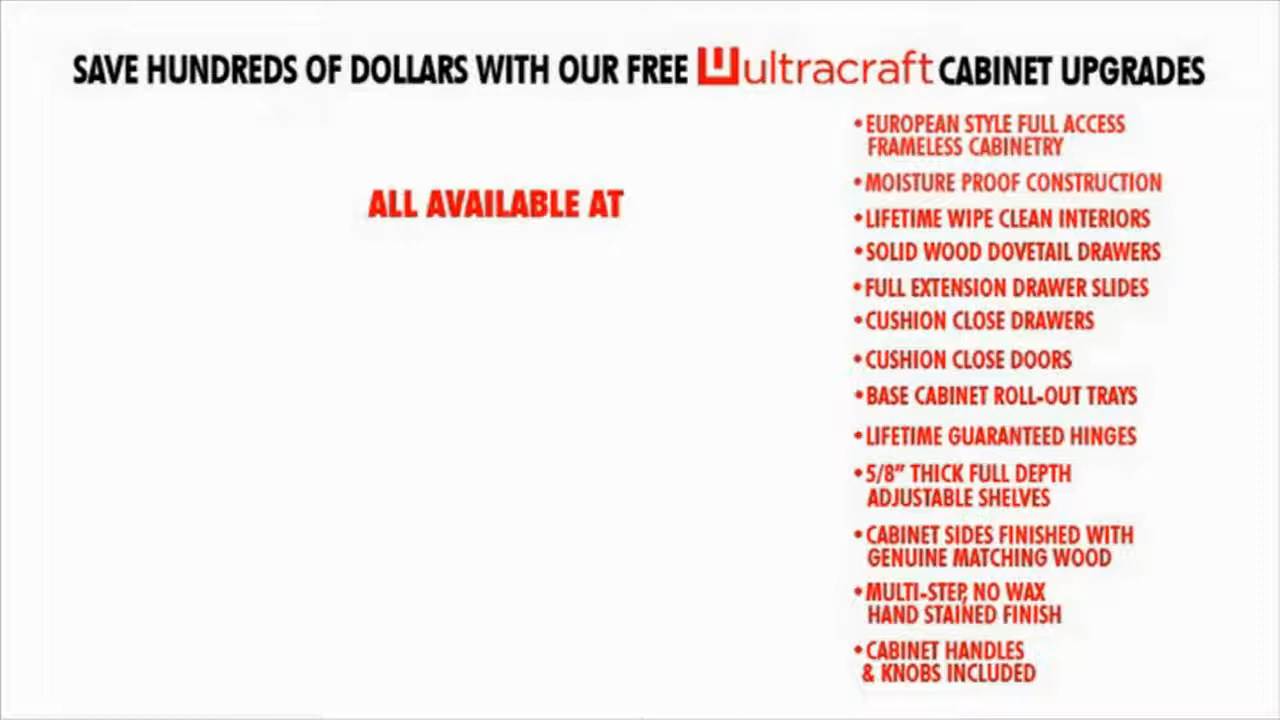 SAVE HUNDREDS OF DOLLARS WITH OUR FREE ultracraft CABINET UPGRADES
ALL AVAILABLE AT
•EUROPEAN STYLE FULL ACCESS
FRAMELESS CABINETRY
•MOISTURE PROOF CONSTRUCTION
•LIFETIME WIPE CLEAN INTERIORS
•SOLID WOOD DOVETAIL DRAWERS
•FULL EXTENSION DRAWER SLIDES
•CUSHION CLOSE DRAWERS
•CUSHION CLOSE DOORS
•BASE CABINET ROLL-OUT TRAYS
•LIFETIME GUARANTEED HINGES
•5/8" THICK FULL DEPTH
ADJUSTABLE SHELVES
•CABINET SIDES FINISHED WITH
GENUINE MATCHING WOOD
•MULTI-STEP, NO WAX
HAND STAINED FINISH
•CABINET HANDLES
& KNOBS INCLUDED